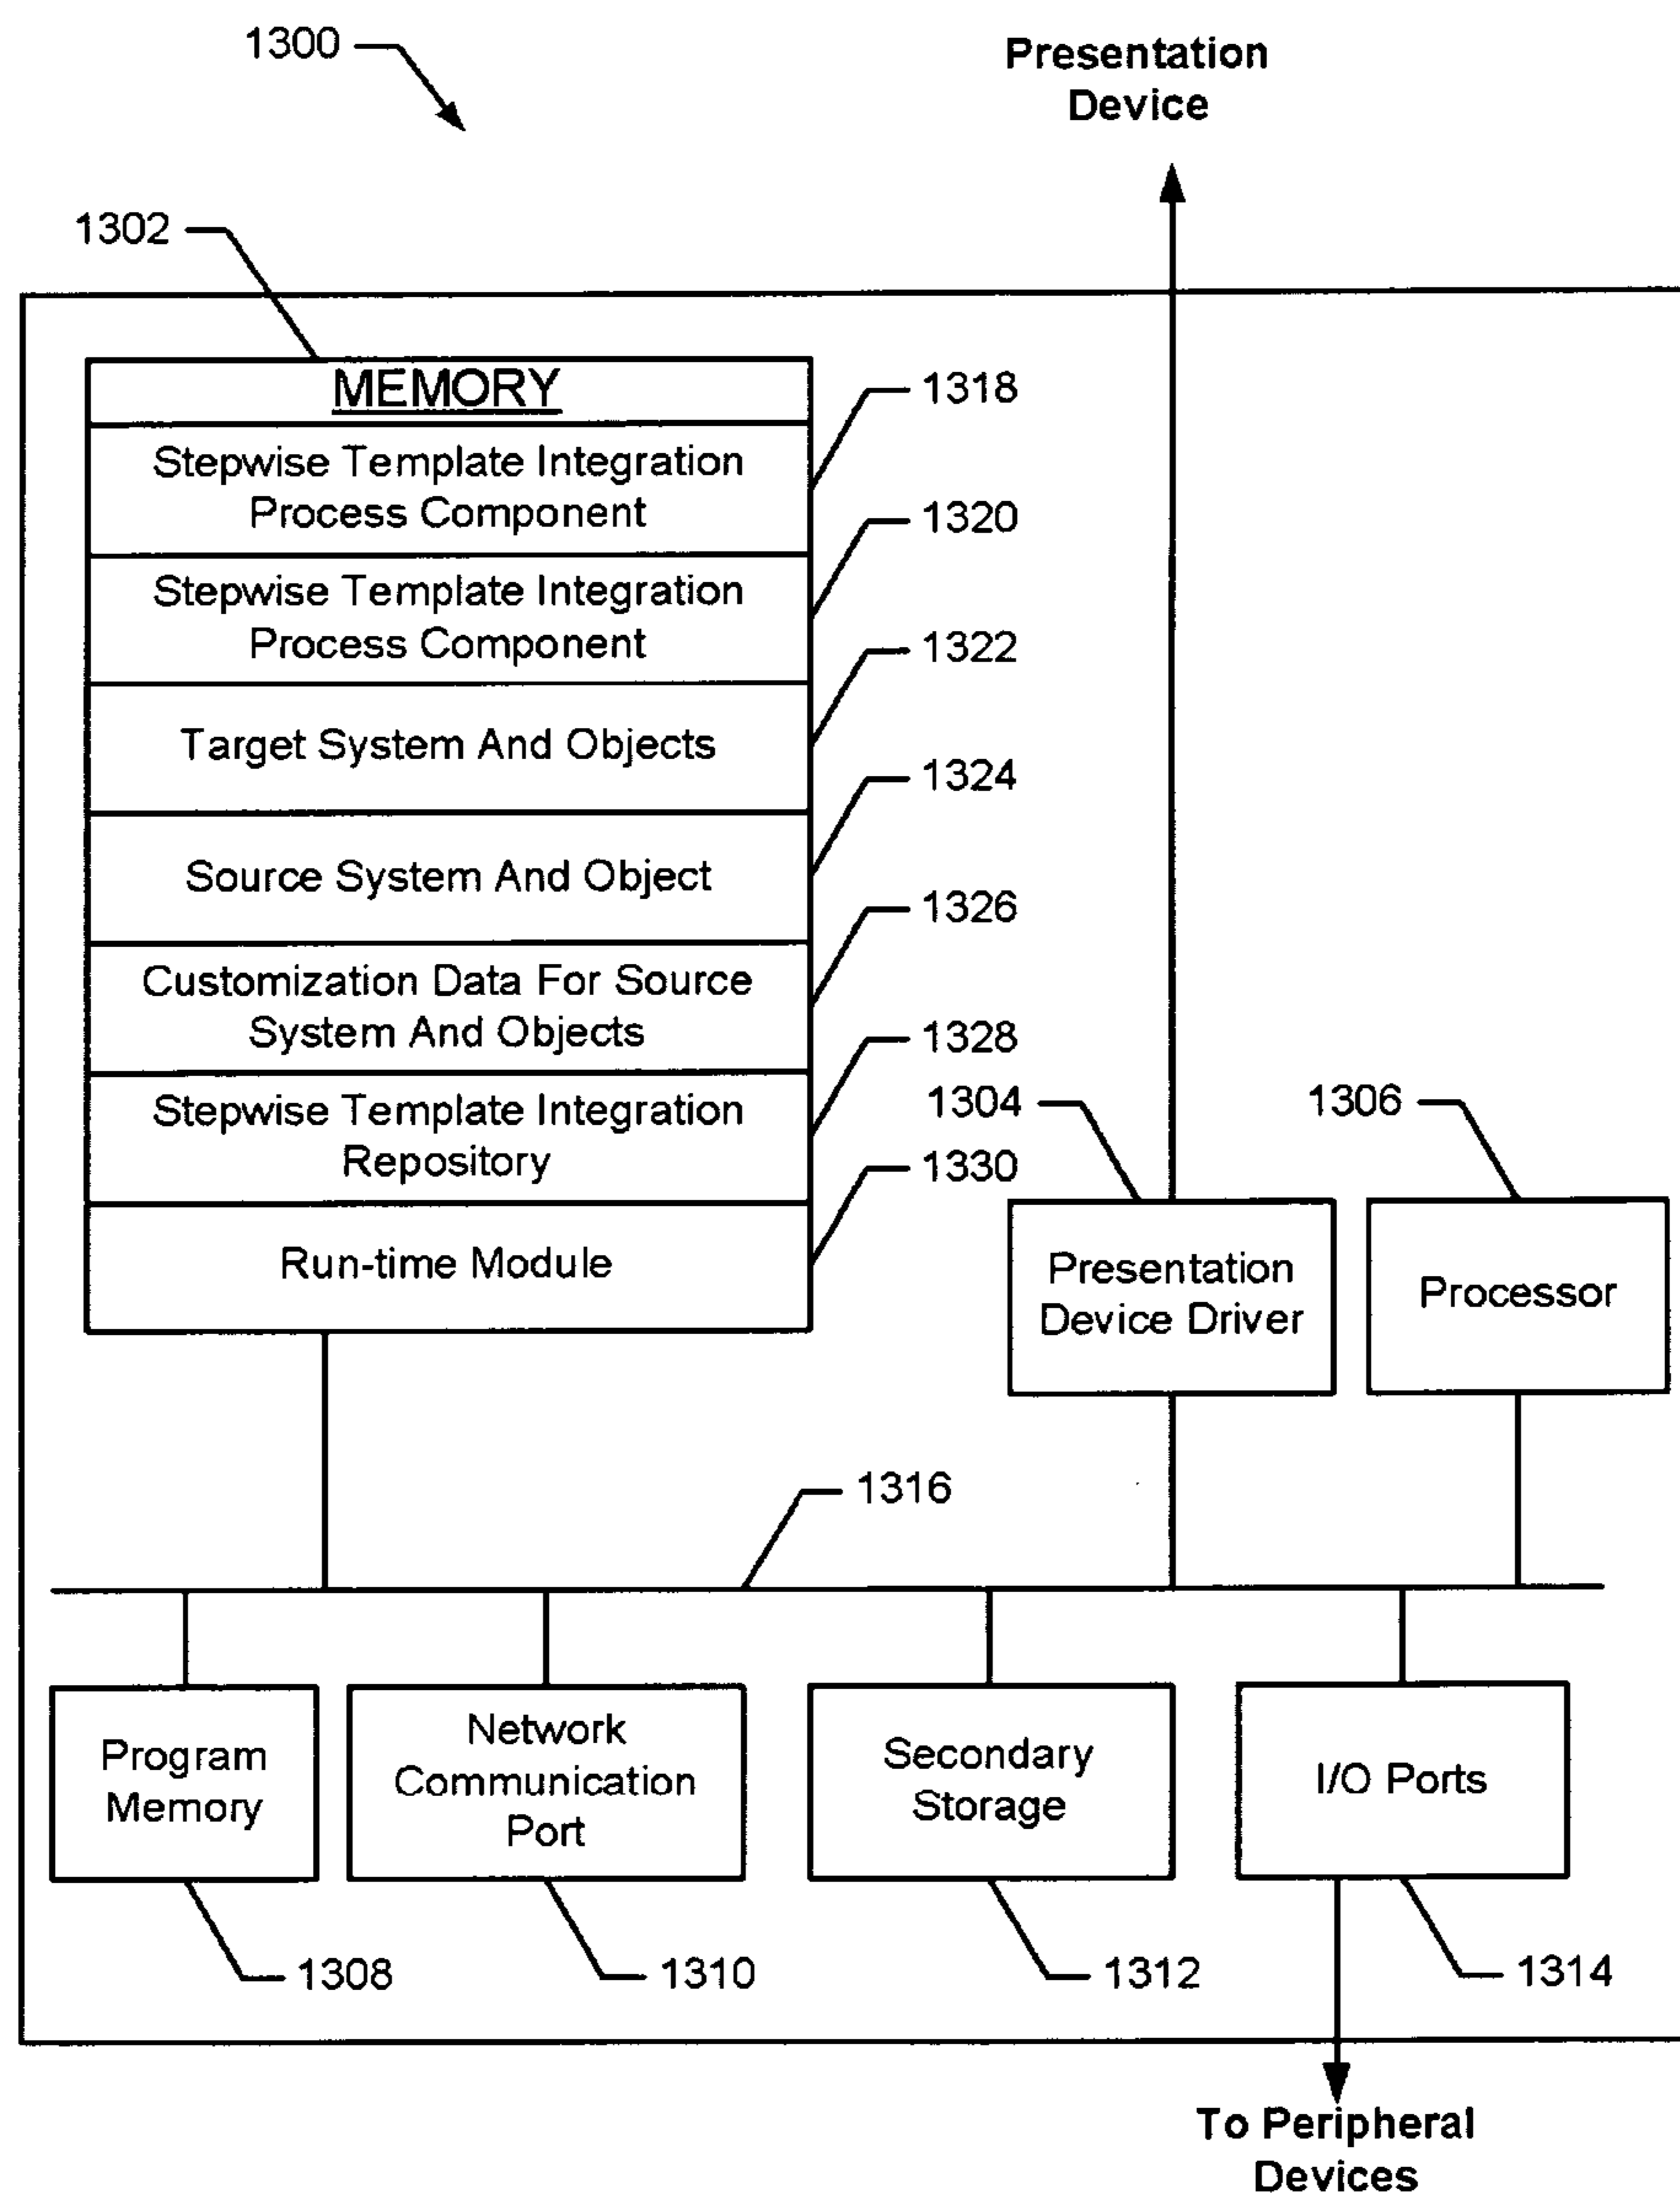 1300
Presentation
Device
1302
MEMORY
1318
Stepwise Template Integration
Process Component
1320
Stepwise Template Integration
Process Component
1322
Target System And Objects
1324
Source System And Object
1326
Customization Data For Source
System And Objects
1328
Stepwise Template Integration
Repository
1330
Run-time Module
1304
1306
Presentation
Device Driver
Processor
1316
Program
Memory
Network
Communication
Port
Secondary
Storage
I/O Ports
1308
1310
1312
1314
To Peripheral
Devices